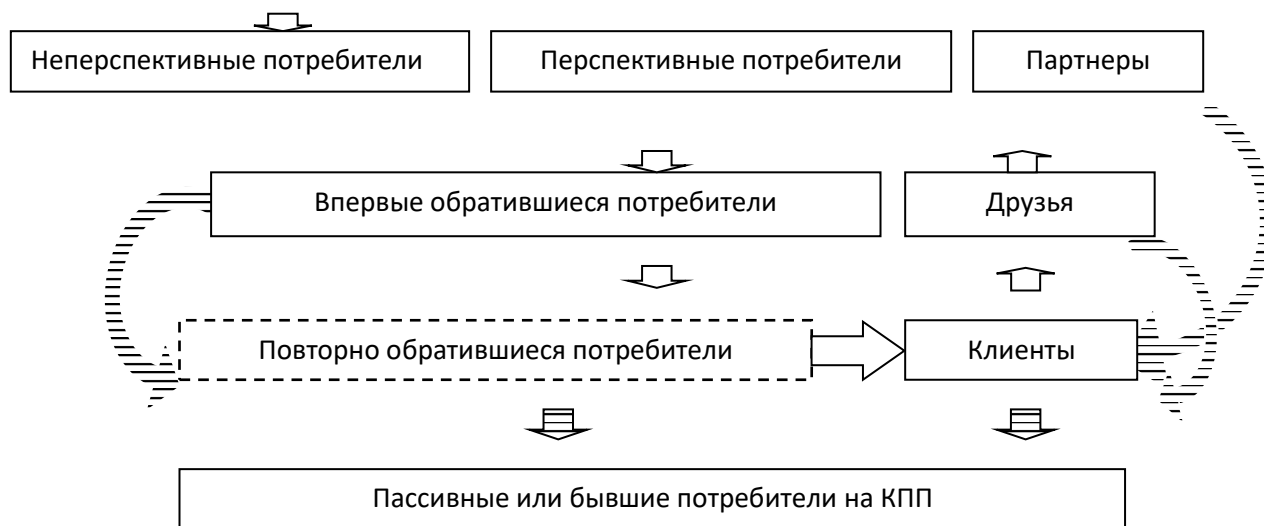 Неперспективные потребители
Перспективные потребители
Партнеры
Впервые обратившиеся потребители
Друзья
Повторно обратившиеся потребители
Клиенты
Пассивные или бывшие потребители на КПП